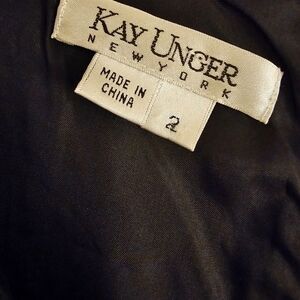 KAY UNGER
NEW YORK
MADE IN
CHINA
2